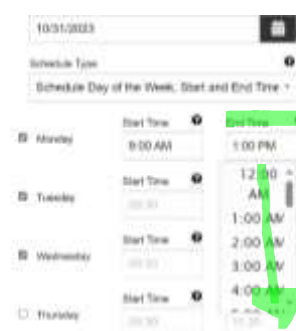 10/31/2023
Schedule Type
Schedule Day of the Week, Start and End Time
Start Time
End Time
Monday
9:00 AM
1:00 PM
Start Time
12:00 AM
Tuesday
1:00 AM
2:00 AM
Start Time
Wednesday
3:00 AM
4:00 AM
Start Time
Thursday